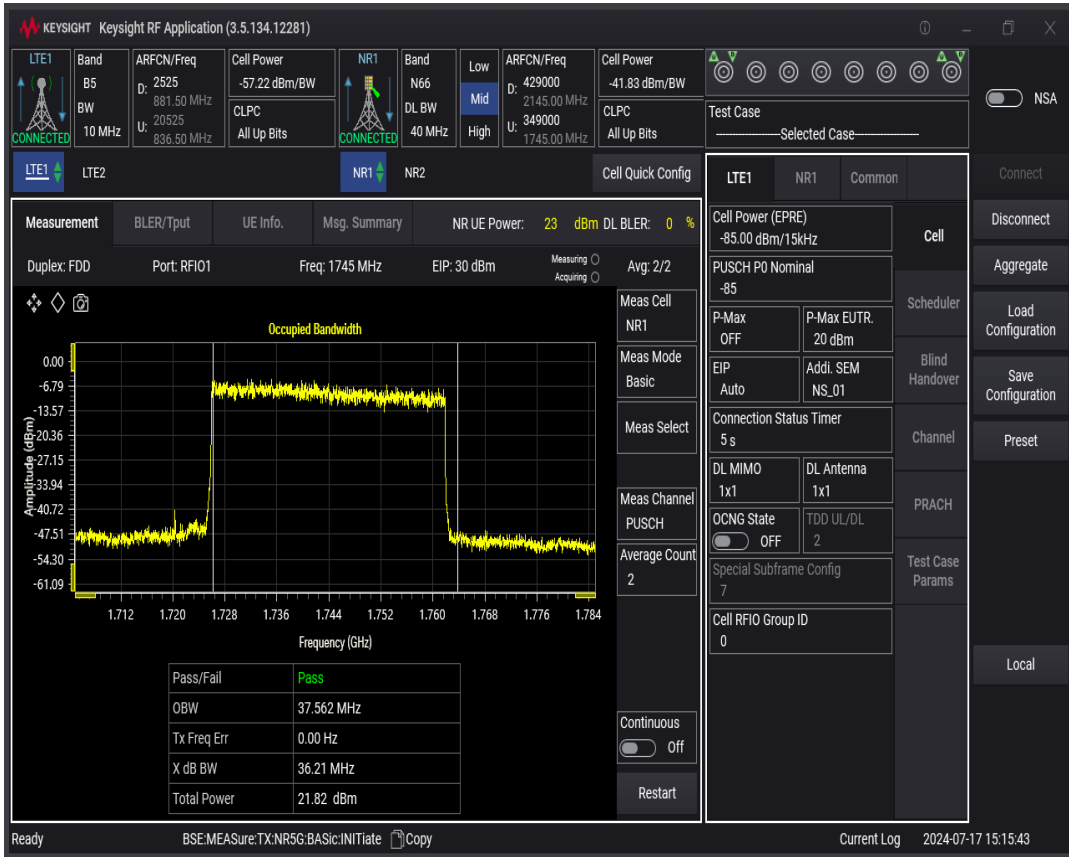 KEYSIGHT Keysight RF Application (3.5.134.12281)
LTE1
CONNECTED
Band
B5
BW
10 MHz
ARFCN/Freq
D: 2525
881.50 MHz
U: 20525
836.50 MHz
Cell Power
-57.22 dBm/BW
CLPC
All Up Bits
NR1
CONNECTED
Band
N66
DL BW
40 MHz
Low
Mid
High
ARFCN/Freq
D: 429000
2145.00 MHz
U: 349000
1745.00 MHz
Cell Power
-41.83 dBm/BW
CLPC
All Up Bits
A B A B
Test Case
--------------------Selected Case--------------------
NSA
LTE1 LTE2 NR1 NR2 Cell Quick Config
Measurement BLER/Tput UE Info. Msg. Summary NR UE Power: 23 dBm DL BLER: 0 %
Duplex: FDD Port: RFIO1 Freq: 1745 MHz EIP: 30 dBm Measuring Acquiring Avg: 2/2
Occupied Bandwidth
Amplitude (dBm)
0.00
-6.79
-13.57
-20.36
-27.15
-33.94
-40.72
-47.51
-54.30
-61.09
1.712 1.720 1.728 1.736 1.744 1.752 1.760 1.768 1.776 1.784
Frequency (GHz)
Pass/Fail Pass
OBW 37.562 MHz
Tx Freq Err 0.00 Hz
X dB BW 36.21 MHz
Total Power 21.82 dBm
Meas Cell
NR1
Meas Mode
Basic
Meas Select
Meas Channel
PUSCH
Average Count
2
Continuous
Off
Restart
LTE1 NR1 Common
Cell Power (EPRE)
-85.00 dBm/15kHz
PUSCH P0 Nominal
-85
P-Max
OFF
P-Max EUTR.
20 dBm
EIP
Auto
Addi. SEM
NS_01
Connection Status Timer
5 s
DL MIMO
1x1
DL Antenna
1x1
OCNG State
OFF
TDD UL/DL
2
Special Subframe Config
7
Cell RFIO Group ID
0
Cell
Scheduler
Blind
Handover
Channel
PRACH
Test Case
Params
Connect
Disconnect
Aggregate
Load
Configuration
Save
Configuration
Preset
Local
Ready BSE:MEASure:TX:NR5G:BASic:INITiate Copy Current Log 2024-07-17 15:15:43